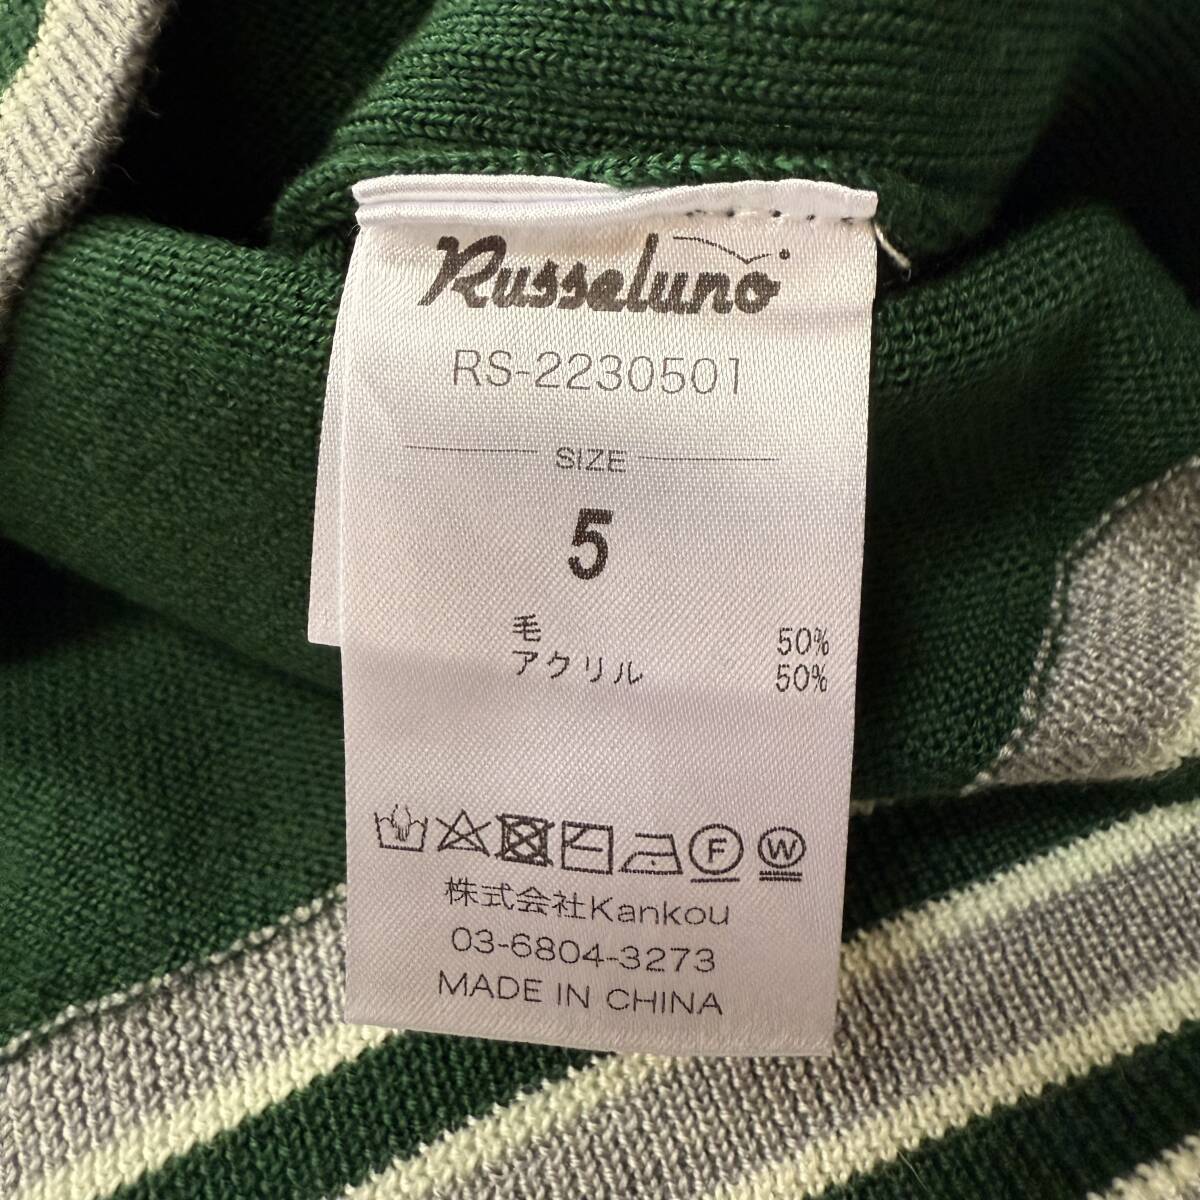 Russeluno
RS-2230501
SIZE
5
毛 50%
アクリル 50%
F W
株式会社Kankou
03-6804-3273
MADE IN CHINA